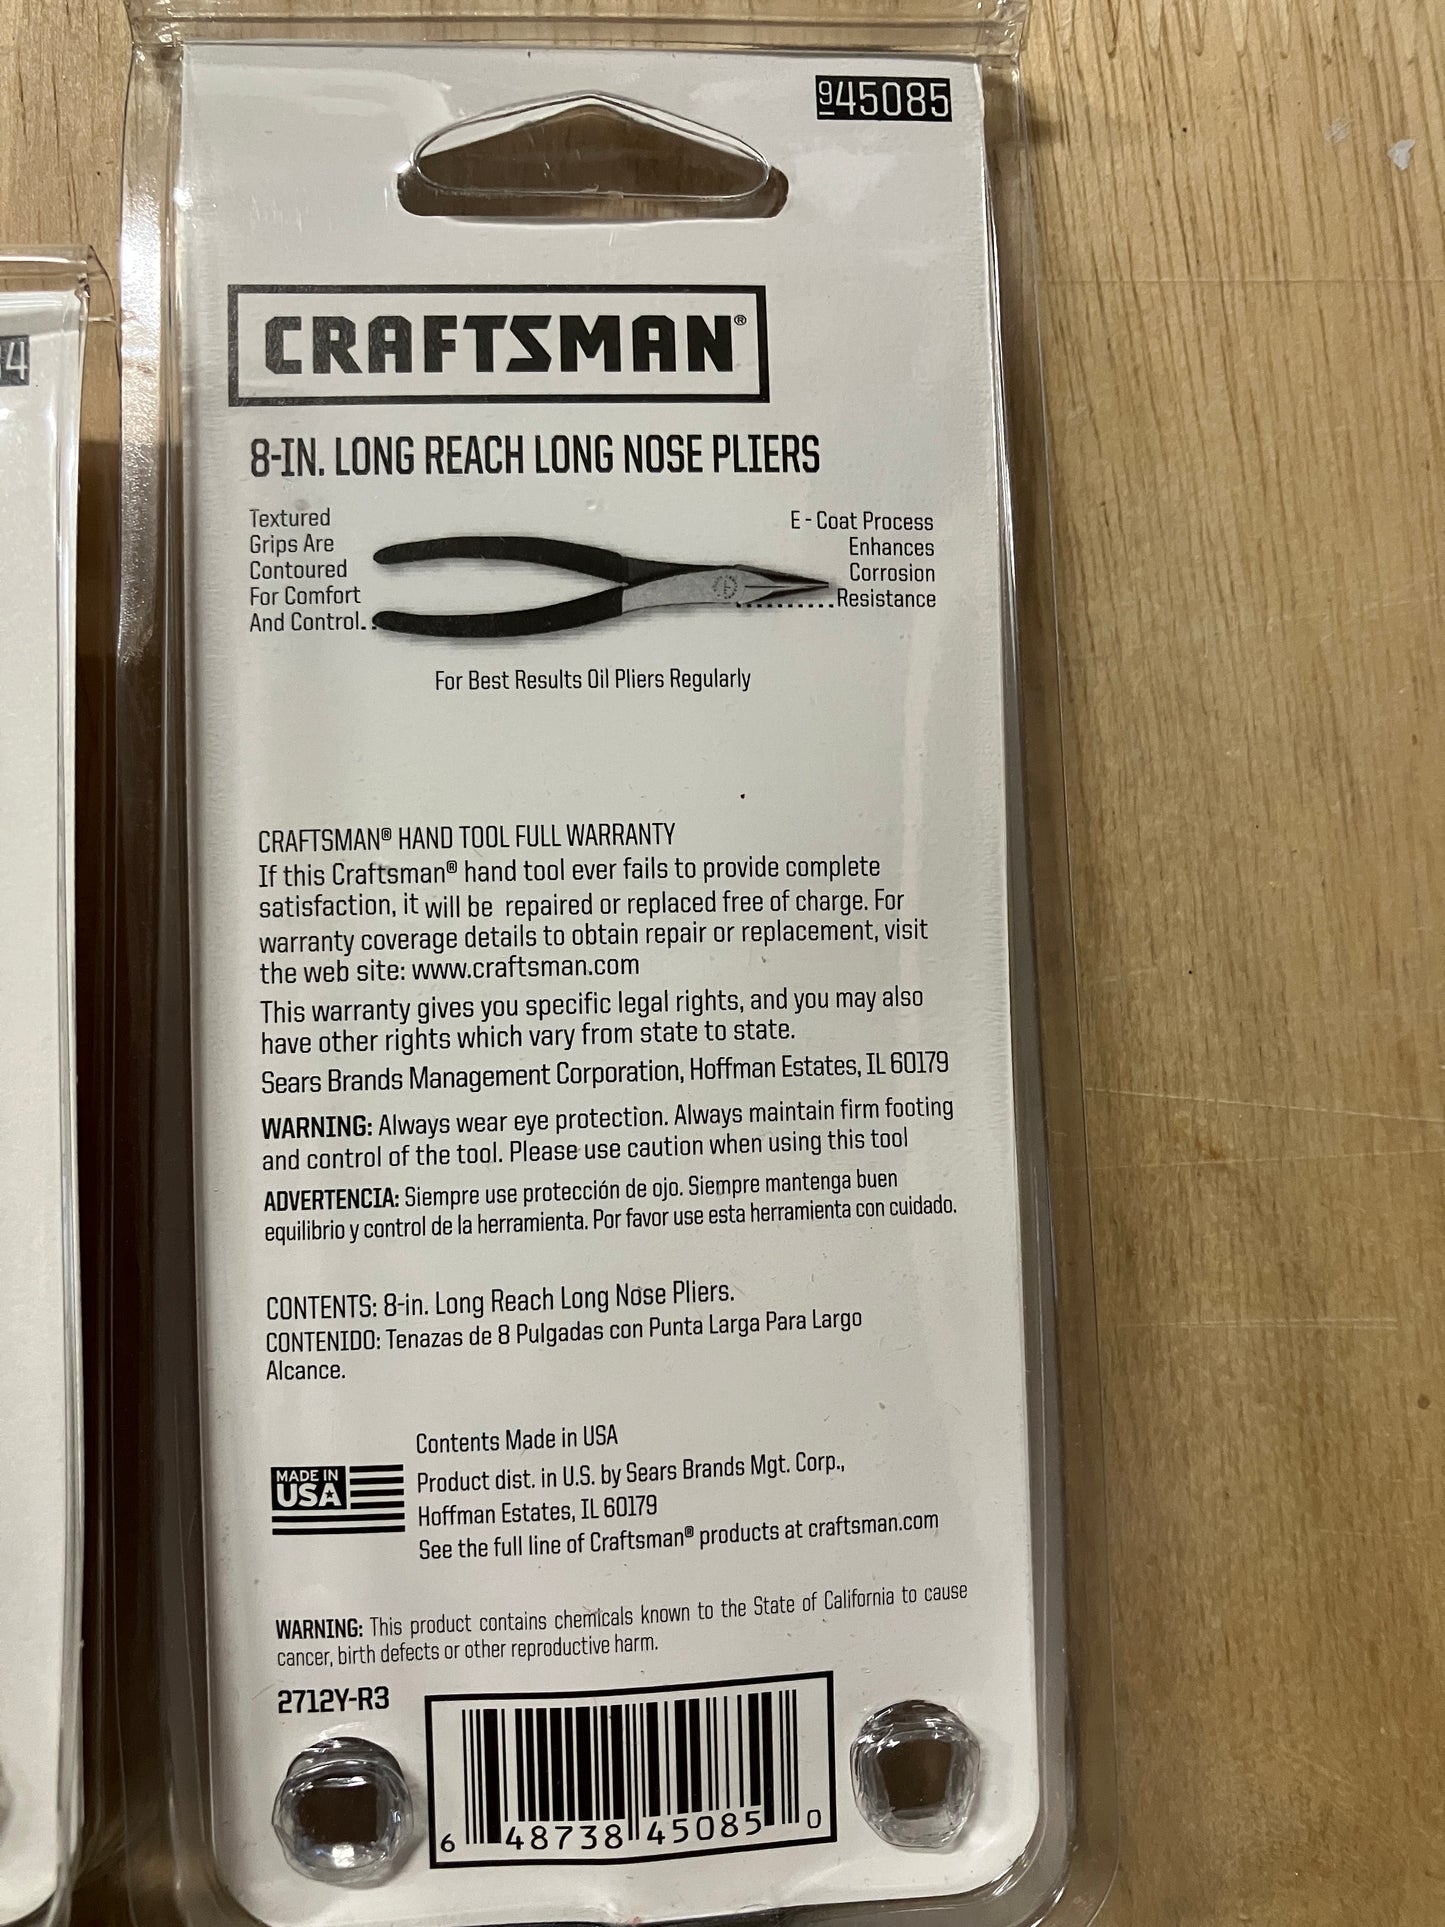 945085
4
CRAFTSMAN®
8-IN. LONG REACH LONG NOSE PLIERS
Textured
Grips Are
Contoured
For Comfort
And Control.
E - Coat Process
Enhances
Corrosion
Resistance
For Best Results Oil Pliers Regularly
CRAFTSMAN® HAND TOOL FULL WARRANTY
If this Craftsman® hand tool ever fails to provide complete
satisfaction, it will be repaired or replaced free of charge. For
warranty coverage details to obtain repair or replacement, visit
the web site: www.craftsman.com
This warranty gives you specific legal rights, and you may also
have other rights which vary from state to state.
Sears Brands Management Corporation, Hoffman Estates, IL 60179
WARNING: Always wear eye protection. Always maintain firm footing
and control of the tool. Please use caution when using this tool
ADVERTENCIA: Siempre use protección de ojo. Siempre mantenga buen
equilibrio y control de la herramienta. Por favor use esta herramienta con cuidado.
CONTENTS: 8-in. Long Reach Long Nose Pliers.
CONTENIDO: Tenazas de 8 Pulgadas con Punta Larga Para Largo
Alcance.
MADE IN
USA
Contents Made in USA
Product dist. in U.S. by Sears Brands Mgt. Corp.,
Hoffman Estates, IL 60179
See the full line of Craftsman® products at craftsman.com
WARNING: This product contains chemicals known to the State of California to cause
cancer, birth defects or other reproductive harm.
2712Y-R3
6 48738 45085 0